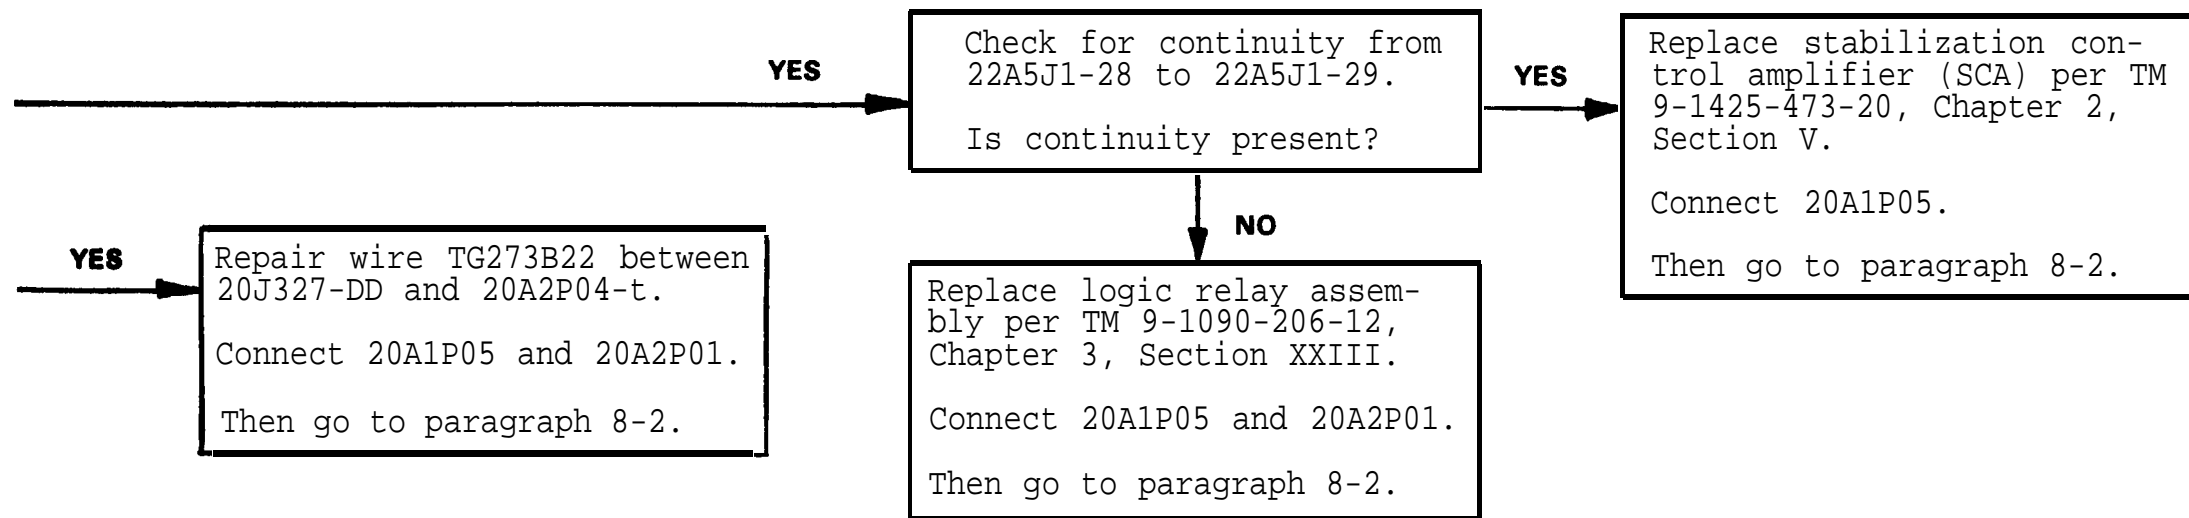 YES
Check for continuity from
22A5J1-28 to 22A5J1-29.
Is continuity present?
YES
Replace stabilization con-
trol amplifier (SCA) per TM
9-1425-473-20, Chapter 2,
Section V.
Connect 20A1P05.
Then go to paragraph 8-2.
NO
YES
Repair wire TG273B22 between
20J327-DD and 20A2P04-t.
Connect 20A1P05 and 20A2P01.
Then go to paragraph 8-2.
Replace logic relay assem-
bly per TM 9-1090-206-12,
Chapter 3, Section XXIII.
Connect 20A1P05 and 20A2P01.
Then go to paragraph 8-2.